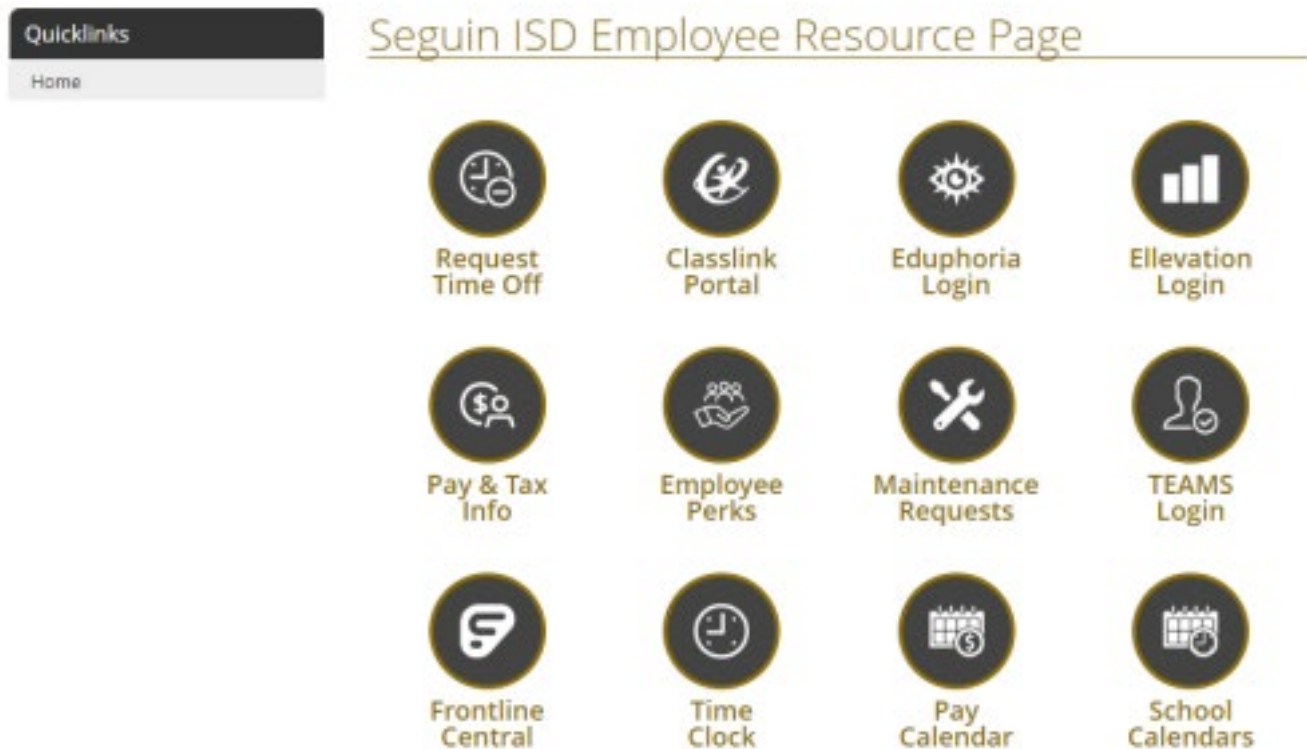 Quicklinks
Home
Seguin ISD Employee Resource Page
Request
Time Off
Classlink
Portal
Eduphoria
Login
Ellevation
Login
Pay & Tax
Info
Employee
Perks
Maintenance
Requests
TEAMS
Login
Frontline
Central
Time
Clock
Pay
Calendar
School
Calendars